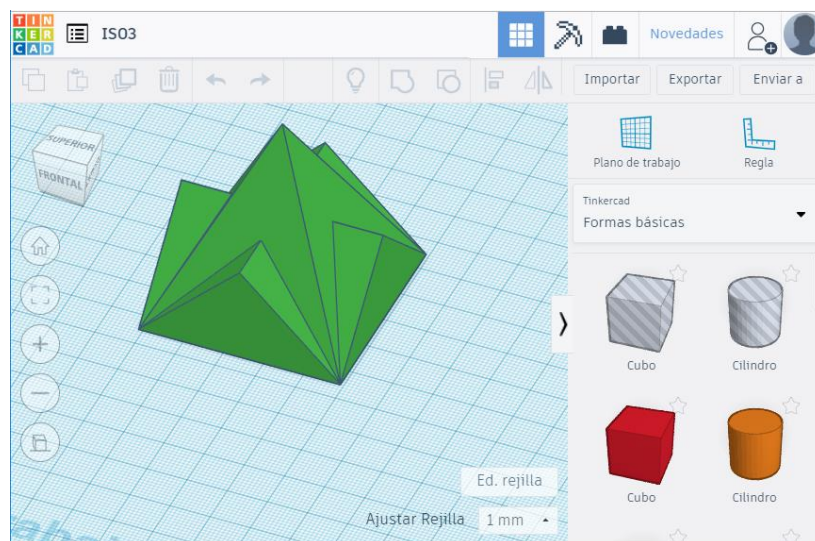 TIN
KER
CAD
ISO3
Novedades
Importar
Exportar
Enviar a
SUPERIOR
FRONTAL
Plano de trabajo
Regla
Tinkercad
Formas básicas
Cubo
Cilindro
Cubo
Cilindro
Ed. rejilla
Ajustar Rejilla
1 mm